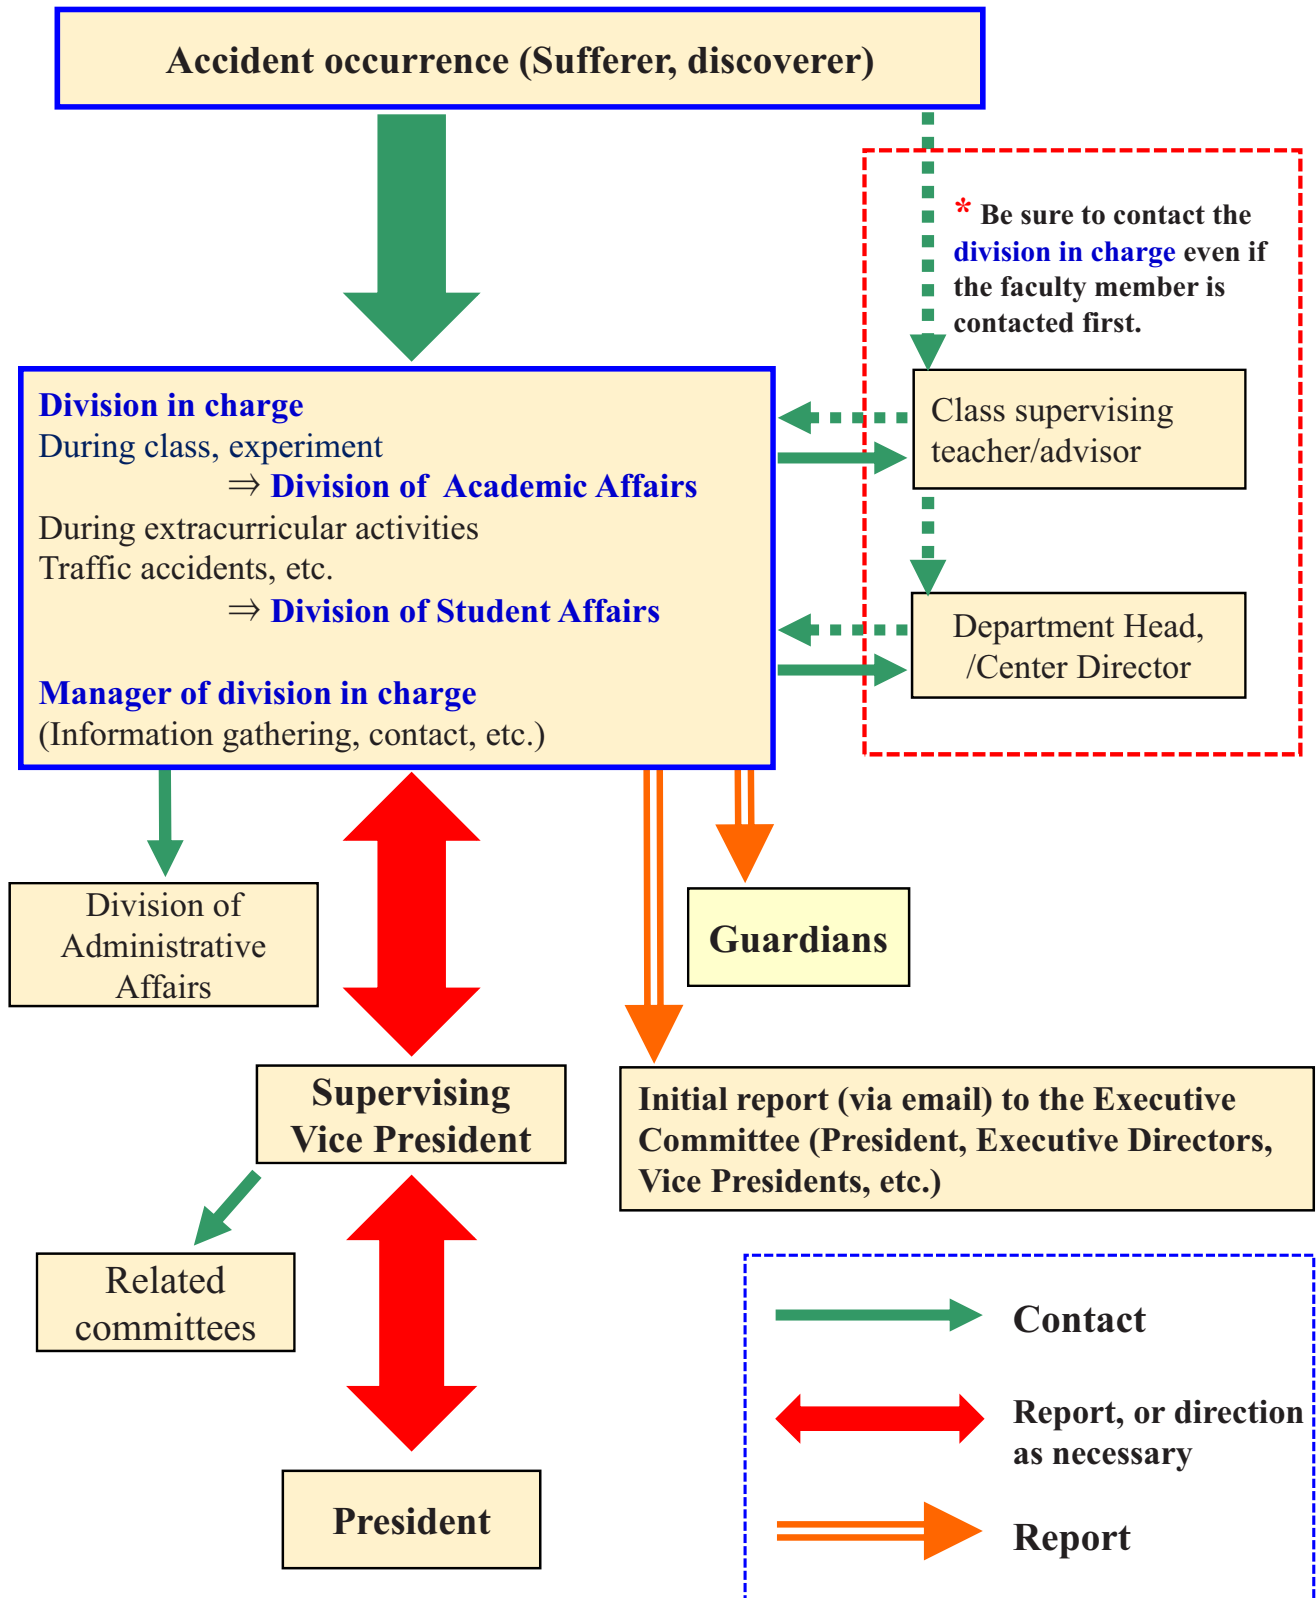 Accident occurrence (Sufferer, discoverer)
* Be sure to contact the
division in charge even if
the faculty member is
contacted first.
Division in charge
During class, experiment
⇒ Division of Academic Affairs
During extracurricular activities
Traffic accidents, etc.
⇒ Division of Student Affairs
Manager of division in charge
(Information gathering, contact, etc.)
Class supervising
teacher/advisor
Department Head,
/Center Director
Division of
Administrative
Affairs
Guardians
Supervising
Vice President
Initial report (via email) to the Executive
Committee (President, Executive Directors,
Vice Presidents, etc.)
Related
committees
President
Contact
Report, or direction
as necessary
Report